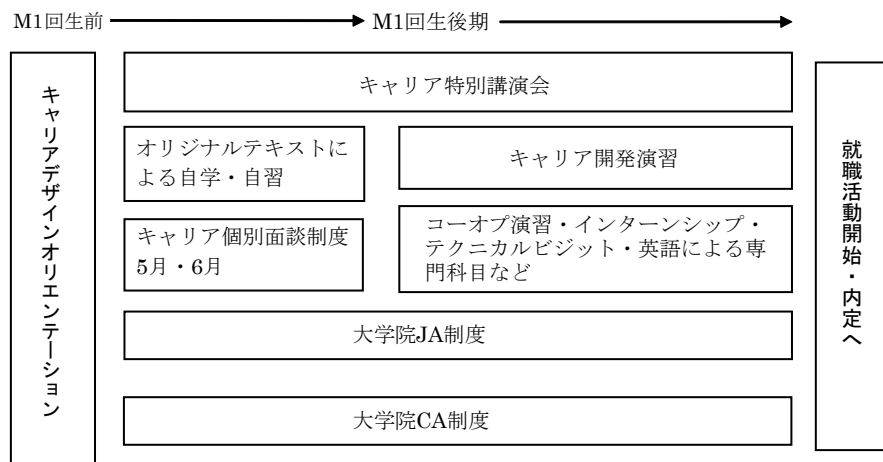 M1回生前
M1回生後期
キャリアデザインオリエンテーション
キャリア特別講演会
オリジナルテキストに
よる自学・自習
キャリア開発演習
キャリア個別面談制度
5月・6月
コーオプ演習・インターンシップ・
テクニカルビジット・英語による専
門科目など
大学院JA制度
大学院CA制度
就職活動開始・内定へ